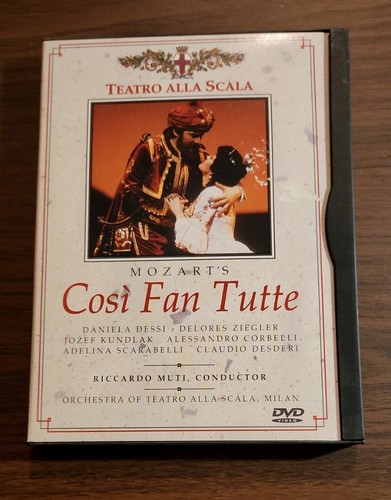 TEATRO ALLA SCALA
MOZART'S
Così Fan Tutte
DANIELA DESSI DELORES ZIEGLER
JOZEF KUNDLAK ALESSANDRO CORBELLI
ADELINA SCARABELLI CLAUDIO DESDERI
RICCARDO MUTI, CONDUCTOR
ORCHESTRA OF TEATRO ALLA SCALA, MILAN
DVD
VIDEO